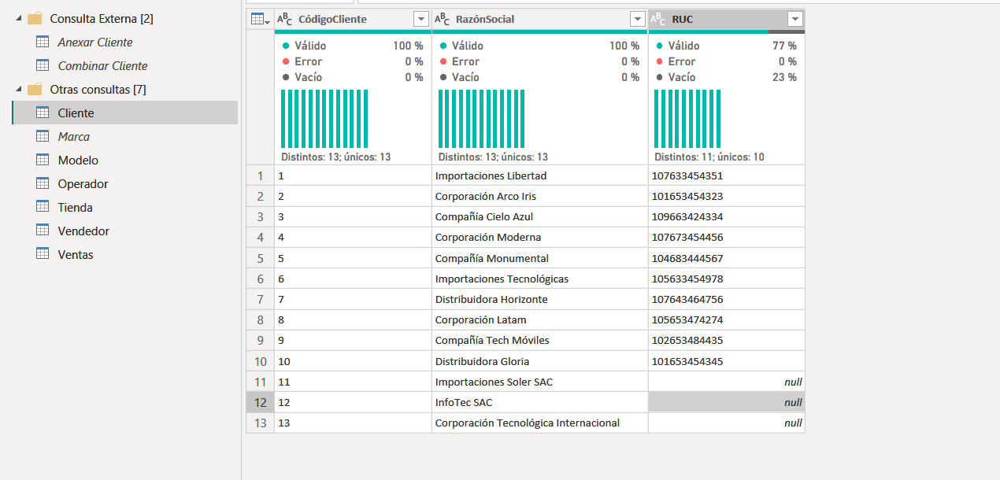 Consulta Externa [2]
Anexar Cliente
Combinar Cliente
Otras consultas [7]
Cliente
Marca
Modelo
Operador
Tienda
Vendedor
Ventas
ABC CódigoCliente ABC RazónSocial ABC RUC
Válido 100 % Válido 100 % Válido 77 %
Error 0 % Error 0 % Error 0 %
Vacío 0 % Vacío 0 % Vacío 23 %
Distintos: 13; únicos: 13 Distintos: 13; únicos: 13 Distintos: 11; únicos: 10
1 1 Importaciones Libertad 107633454351
2 2 Corporación Arco Iris 101653454323
3 3 Compañía Cielo Azul 109663424334
4 4 Corporación Moderna 107673454456
5 5 Compañía Monumental 104683444567
6 6 Importaciones Tecnológicas 105633454978
7 7 Distribuidora Horizonte 107643464756
8 8 Corporación Latam 105653474274
9 9 Compañía Tech Móviles 102653484435
10 10 Distribuidora Gloria 101653454345
11 11 Importaciones Soler SAC null
12 12 InfoTec SAC null
13 13 Corporación Tecnológica Internacional null